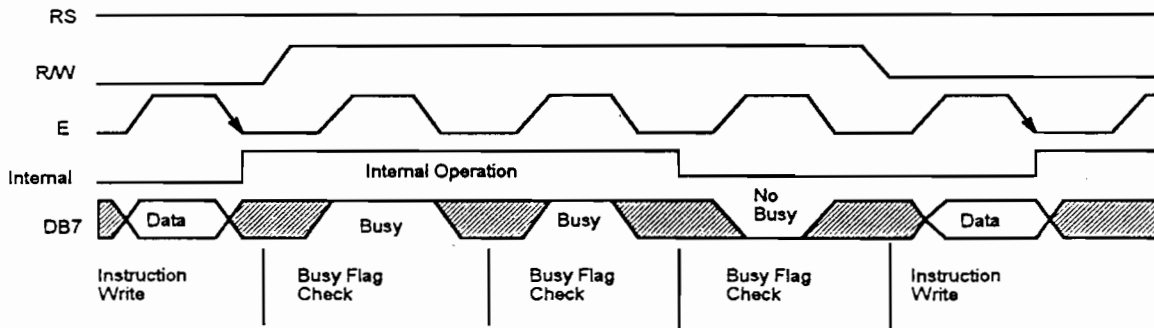 RS
R/W
E
Internal
Internal Operation
DB7
Data
Busy
Busy
No
Busy
Data
Instruction
Write
Busy Flag
Check
Busy Flag
Check
Busy Flag
Check
Instruction
Write